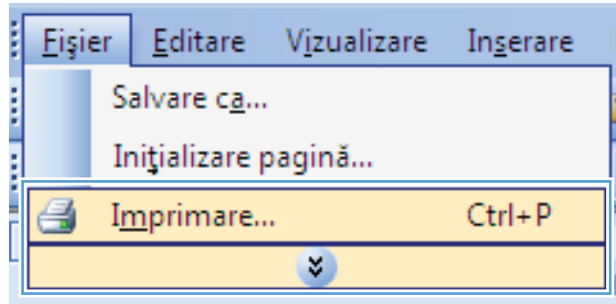 Fișier Editare Vizualizare Inserare
Salvare ca...
Inițializare pagină...
Imprimare... Ctrl+P